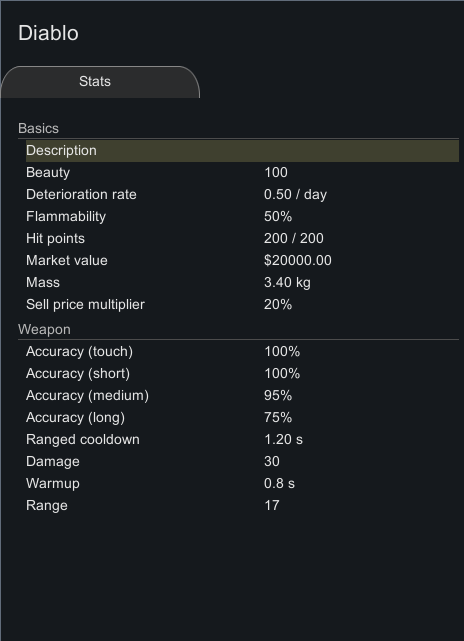 Diablo
Stats
Basics
Description
Beauty 100
Deterioration rate 0.50 / day
Flammability 50%
Hit points 200 / 200
Market value $20000.00
Mass 3.40 kg
Sell price multiplier 20%
Weapon
Accuracy (touch) 100%
Accuracy (short) 100%
Accuracy (medium) 95%
Accuracy (long) 75%
Ranged cooldown 1.20 s
Damage 30
Warmup 0.8 s
Range 17